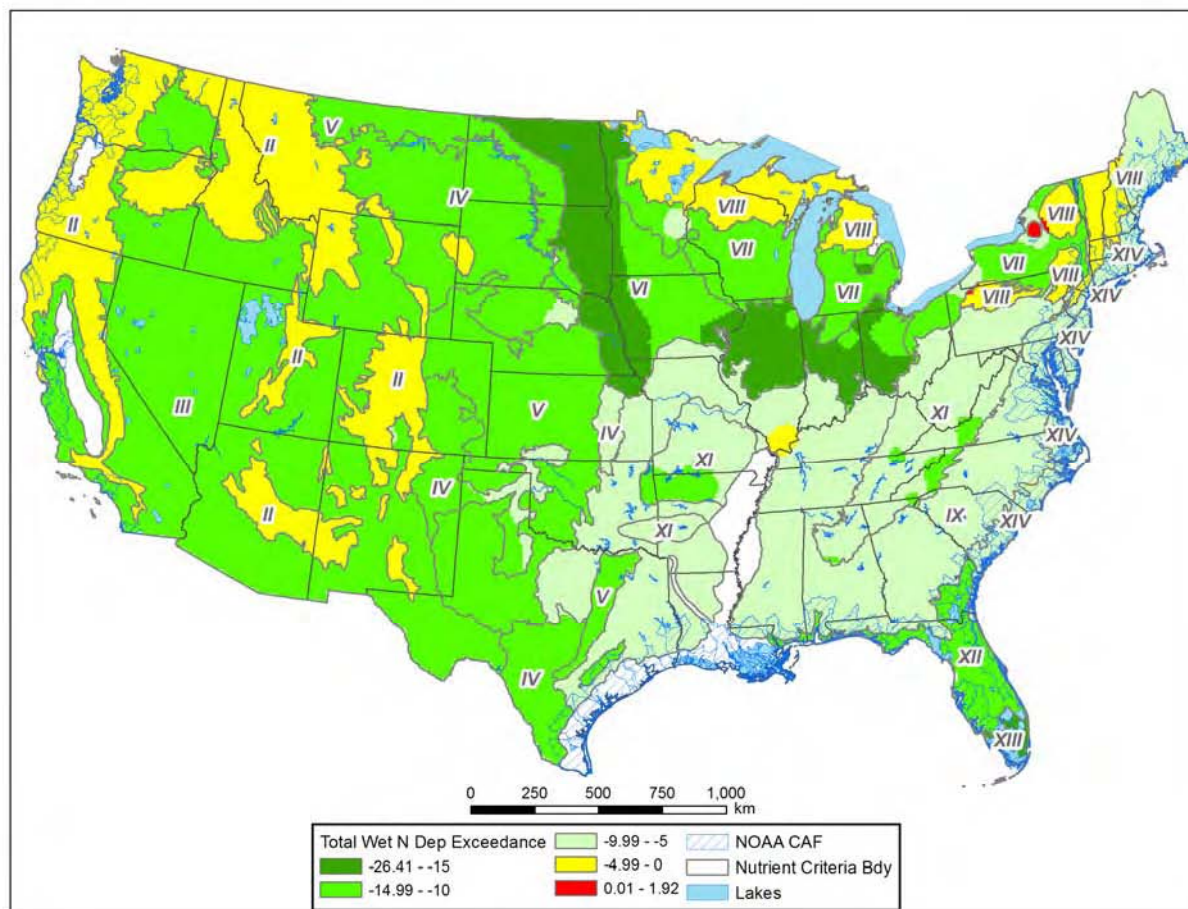 V
II
VIII
II
IV
VIII
VIII
VIII
VII
VII
XIV
VI
VII
VIII
VIII
XIV
II
XIV
II
III
V
IV
XI
XIV
XI
IV
II
XI
IX
XIV
V
IV
XII
XIII
0 250 500 750 1,000
km
Total Wet N Dep Exceedance
-26.41 - -15
-14.99 - -10
-9.99 - -5
-4.99 - 0
0.01 - 1.92
NOAA CAF
Nutrient Criteria Bdy
Lakes